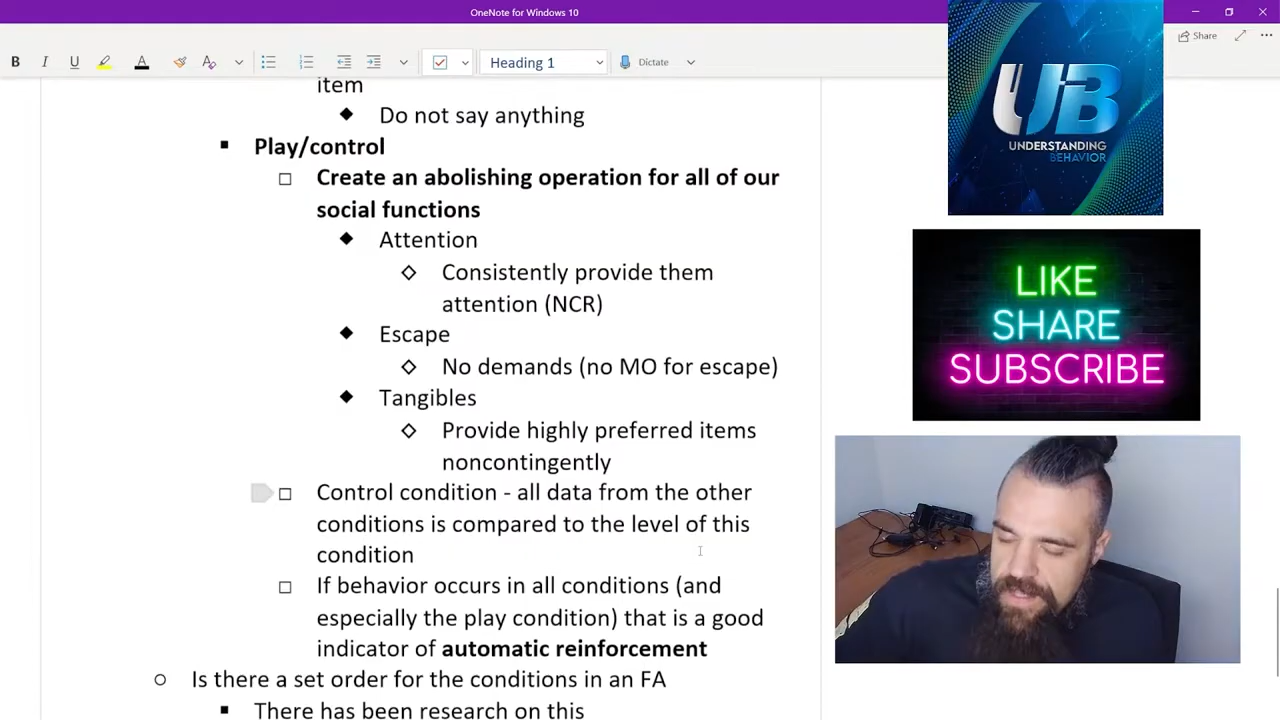 OneNote for Windows 10
Share
B I U A Heading 1 Dictate
item
Do not say anything
Play/control
Create an abolishing operation for all of our
social functions
Attention
Consistently provide them
attention (NCR)
Escape
No demands (no MO for escape)
Tangibles
Provide highly preferred items
noncontingently
Control condition - all data from the other
conditions is compared to the level of this
condition
If behavior occurs in all conditions (and
especially the play condition) that is a good
indicator of automatic reinforcement
Is there a set order for the conditions in an FA
There has been research on this
UB
UNDERSTANDING
BEHAVIOR
LIKE
SHARE
SUBSCRIBE